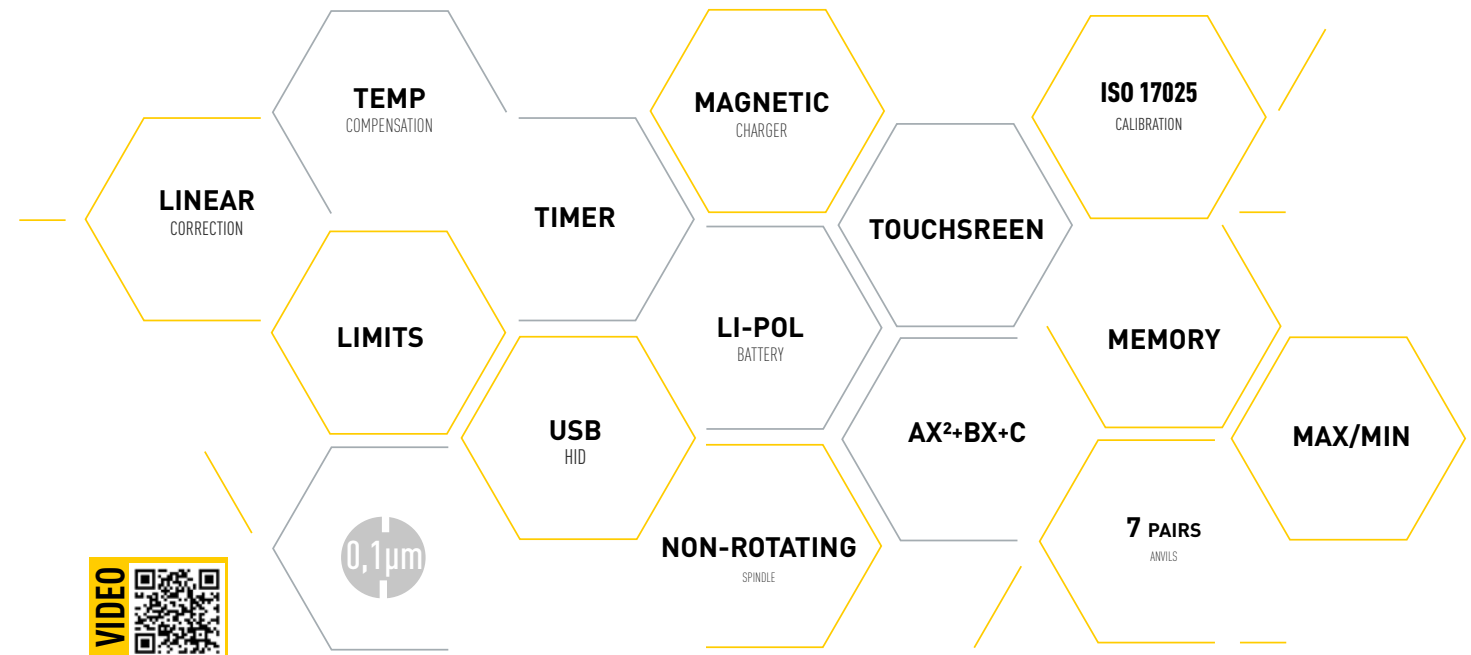 TEMP
COMPENSATION
MAGNETIC
CHARGER
ISO 17025
CALIBRATION
LINEAR
CORRECTION
TIMER
TOUCHSREEN
LIMITS
LI-POL
BATTERY
MEMORY
USB
HID
AX²+BX+C
MAX/MIN
0,1µm
NON-ROTATING
SPINDLE
7 PAIRS
ANVILS
VIDEO